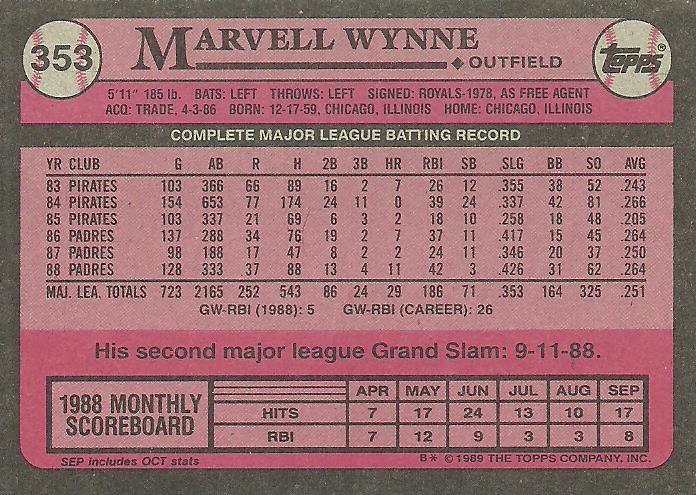 353 MARVELL WYNNE Topps®
◆ OUTFIELD
5'11" 185 lb. BATS: LEFT THROWS: LEFT SIGNED: ROYALS-1978, AS FREE AGENT
ACQ: TRADE, 4-3-86 BORN: 12-17-59, CHICAGO, ILLINOIS HOME: CHICAGO, ILLINOIS
COMPLETE MAJOR LEAGUE BATTING RECORD
YR CLUB G AB R H 2B 3B HR RBI SB SLG BB SO AVG
83 PIRATES 103 366 66 89 16 2 7 26 12 .355 38 52 .243
84 PIRATES 154 653 77 174 24 11 0 39 24 .337 42 81 .266
85 PIRATES 103 337 21 69 6 3 2 18 10 .258 18 48 .205
86 PADRES 137 288 34 76 19 2 7 37 11 .417 15 45 .264
87 PADRES 98 188 17 47 8 2 2 24 11 .346 20 37 .250
88 PADRES 128 333 37 88 13 4 11 42 3 .426 31 62 .264
MAJ. LEA. TOTALS 723 2165 252 543 86 24 29 186 71 .353 164 325 .251
GW-RBI (1988): 5 GW-RBI (CAREER): 26
His second major league Grand Slam: 9-11-88.
1988 MONTHLY SCOREBOARD
APR MAY JUN JUL AUG SEP
HITS 7 17 24 13 10 17
RBI 7 12 9 3 3 8
SEP includes OCT stats B* © 1989 THE TOPPS COMPANY, INC.